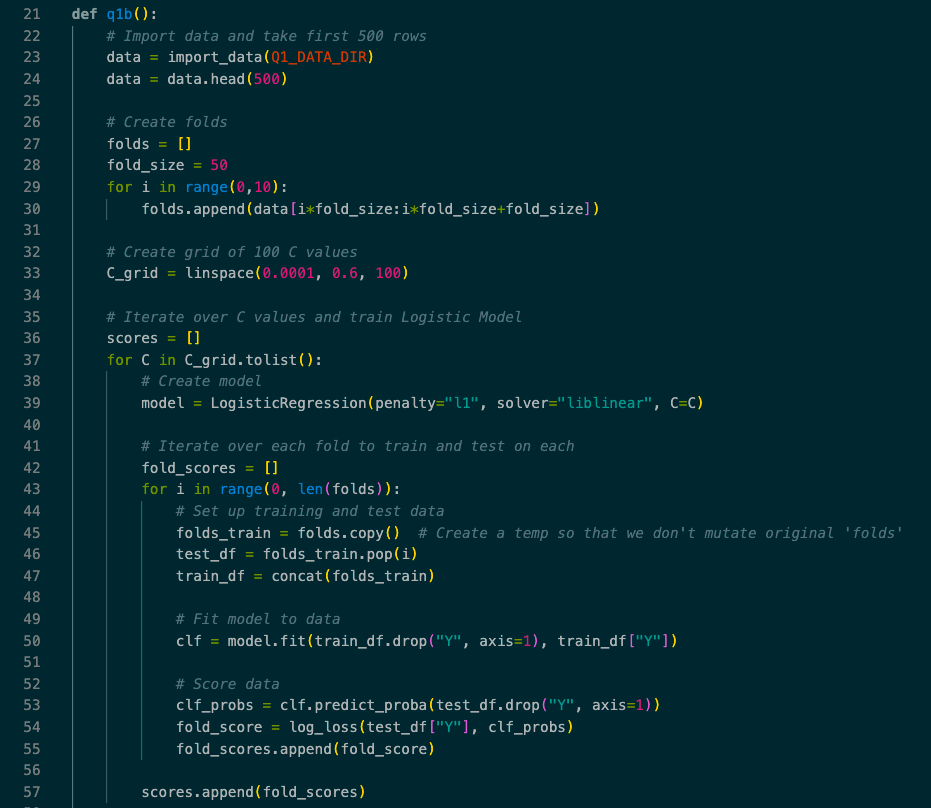 21 def q1b():
22     # Import data and take first 500 rows
23     data = import_data(Q1_DATA_DIR)
24     data = data.head(500)
25
26     # Create folds
27     folds = []
28     fold_size = 50
29     for i in range(0,10):
30         folds.append(data[i*fold_size:i*fold_size+fold_size])
31
32     # Create grid of 100 C values
33     C_grid = linspace(0.0001, 0.6, 100)
34
35     # Iterate over C values and train Logistic Model
36     scores = []
37     for C in C_grid.tolist():
38         # Create model
39         model = LogisticRegression(penalty="l1", solver="liblinear", C=C)
40
41         # Iterate over each fold to train and test on each
42         fold_scores = []
43         for i in range(0, len(folds)):
44             # Set up training and test data
45             folds_train = folds.copy()  # Create a temp so that we don't mutate original 'folds'
46             test_df = folds_train.pop(i)
47             train_df = concat(folds_train)
48
49             # Fit model to data
50             clf = model.fit(train_df.drop("Y", axis=1), train_df["Y"])
51
52             # Score data
53             clf_probs = clf.predict_proba(test_df.drop("Y", axis=1))
54             fold_score = log_loss(test_df["Y"], clf_probs)
55             fold_scores.append(fold_score)
56
57         scores.append(fold_scores)